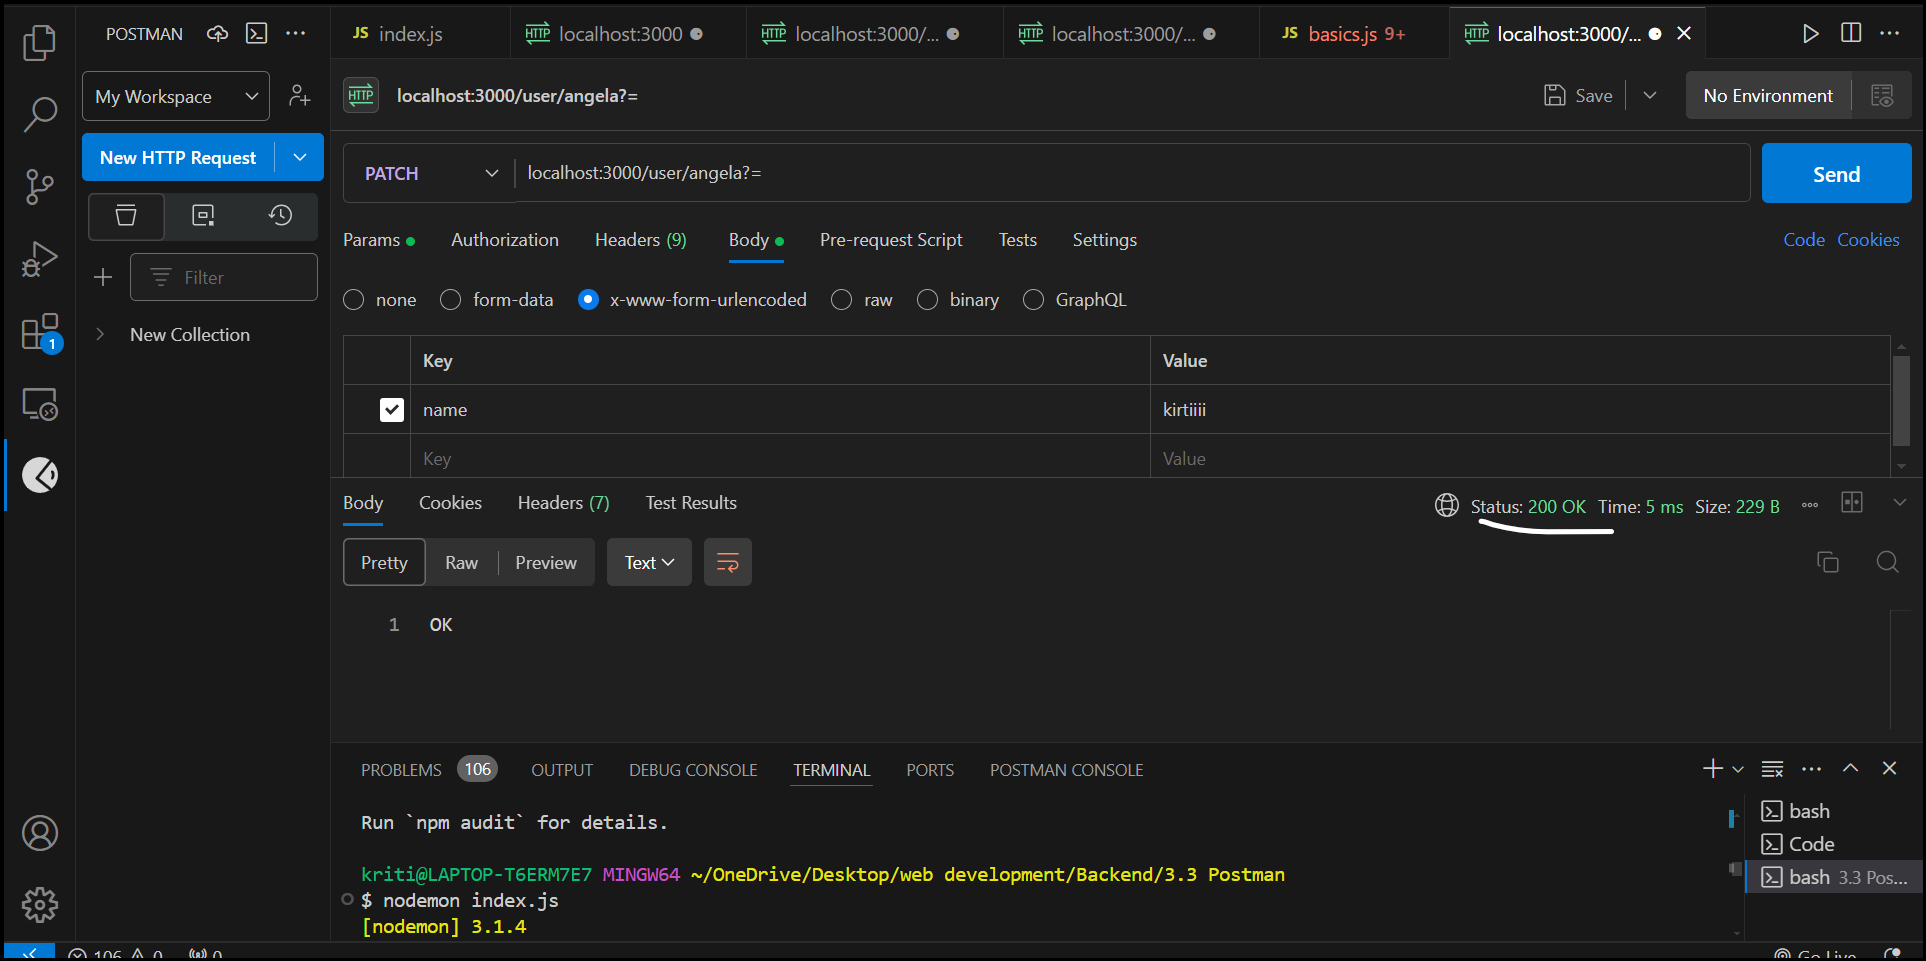 POSTMAN
JS index.js
HTTP localhost:3000
HTTP localhost:3000/...
HTTP localhost:3000/...
JS basics.js 9+
HTTP localhost:3000/...
My Workspace
HTTP localhost:3000/user/angela?=
Save
No Environment
New HTTP Request
PATCH
localhost:3000/user/angela?=
Send
Params
Authorization
Headers (9)
Body
Pre-request Script
Tests
Settings
Code
Cookies
Filter
none
form-data
x-www-form-urlencoded
raw
binary
GraphQL
New Collection
1
Key
Value
name
kirtiiii
Key
Value
Body
Cookies
Headers (7)
Test Results
Status: 200 OK
Time: 5 ms
Size: 229 B
Pretty
Raw
Preview
Text
1 OK
PROBLEMS 106
OUTPUT
DEBUG CONSOLE
TERMINAL
PORTS
POSTMAN CONSOLE
Run `npm audit` for details.
kriti@LAPTOP-T6ERM7E7 MINGW64 ~/OneDrive/Desktop/web development/Backend/3.3 Postman
$ nodemon index.js
[nodemon] 3.1.4
bash
Code
bash 3.3 Pos...
106 0 0
Go Live